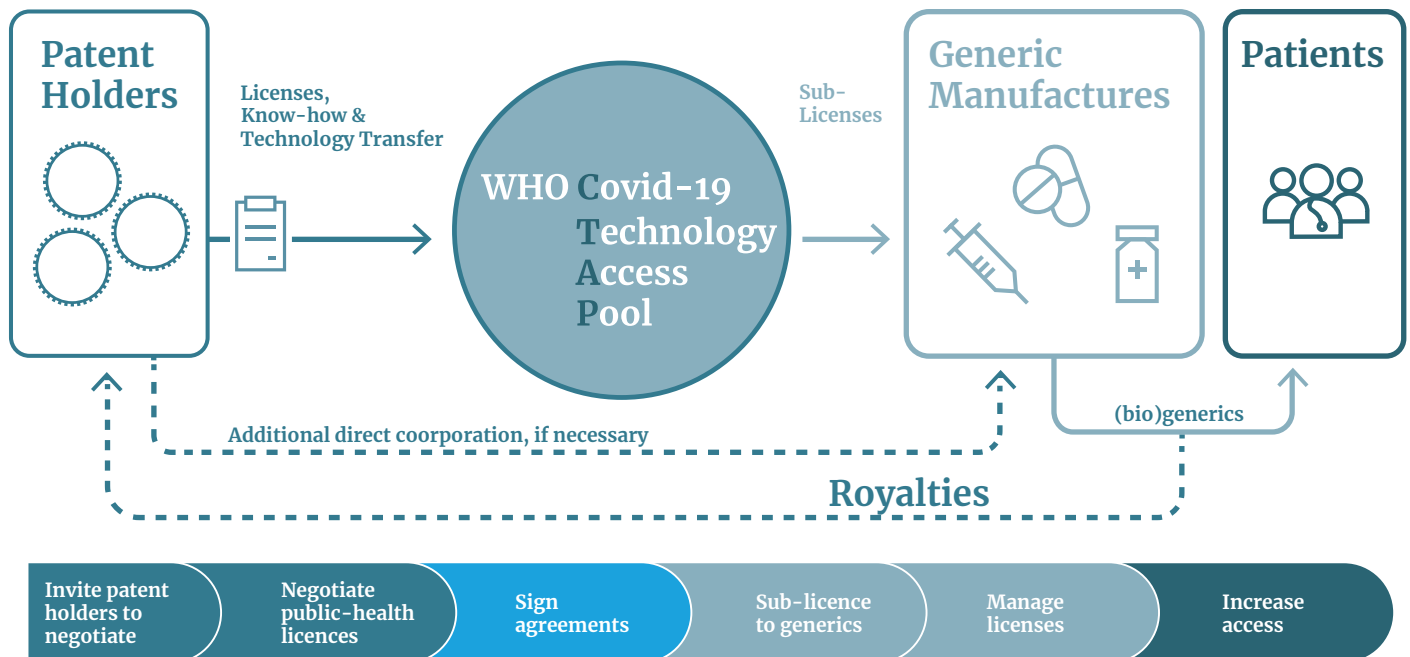 Patent
Holders
Licenses,
Know-how &
Technology Transfer
WHO Covid-19
Technology
Access
Pool
Sub-
Licenses
Generic
Manufactures
Patients
(bio)generics
Additional direct coorporation, if necessary
Royalties
Invite patent
holders to
negotiate
Negotiate
public-health
licences
Sign
agreements
Sub-licence
to generics
Manage
licenses
Increase
access